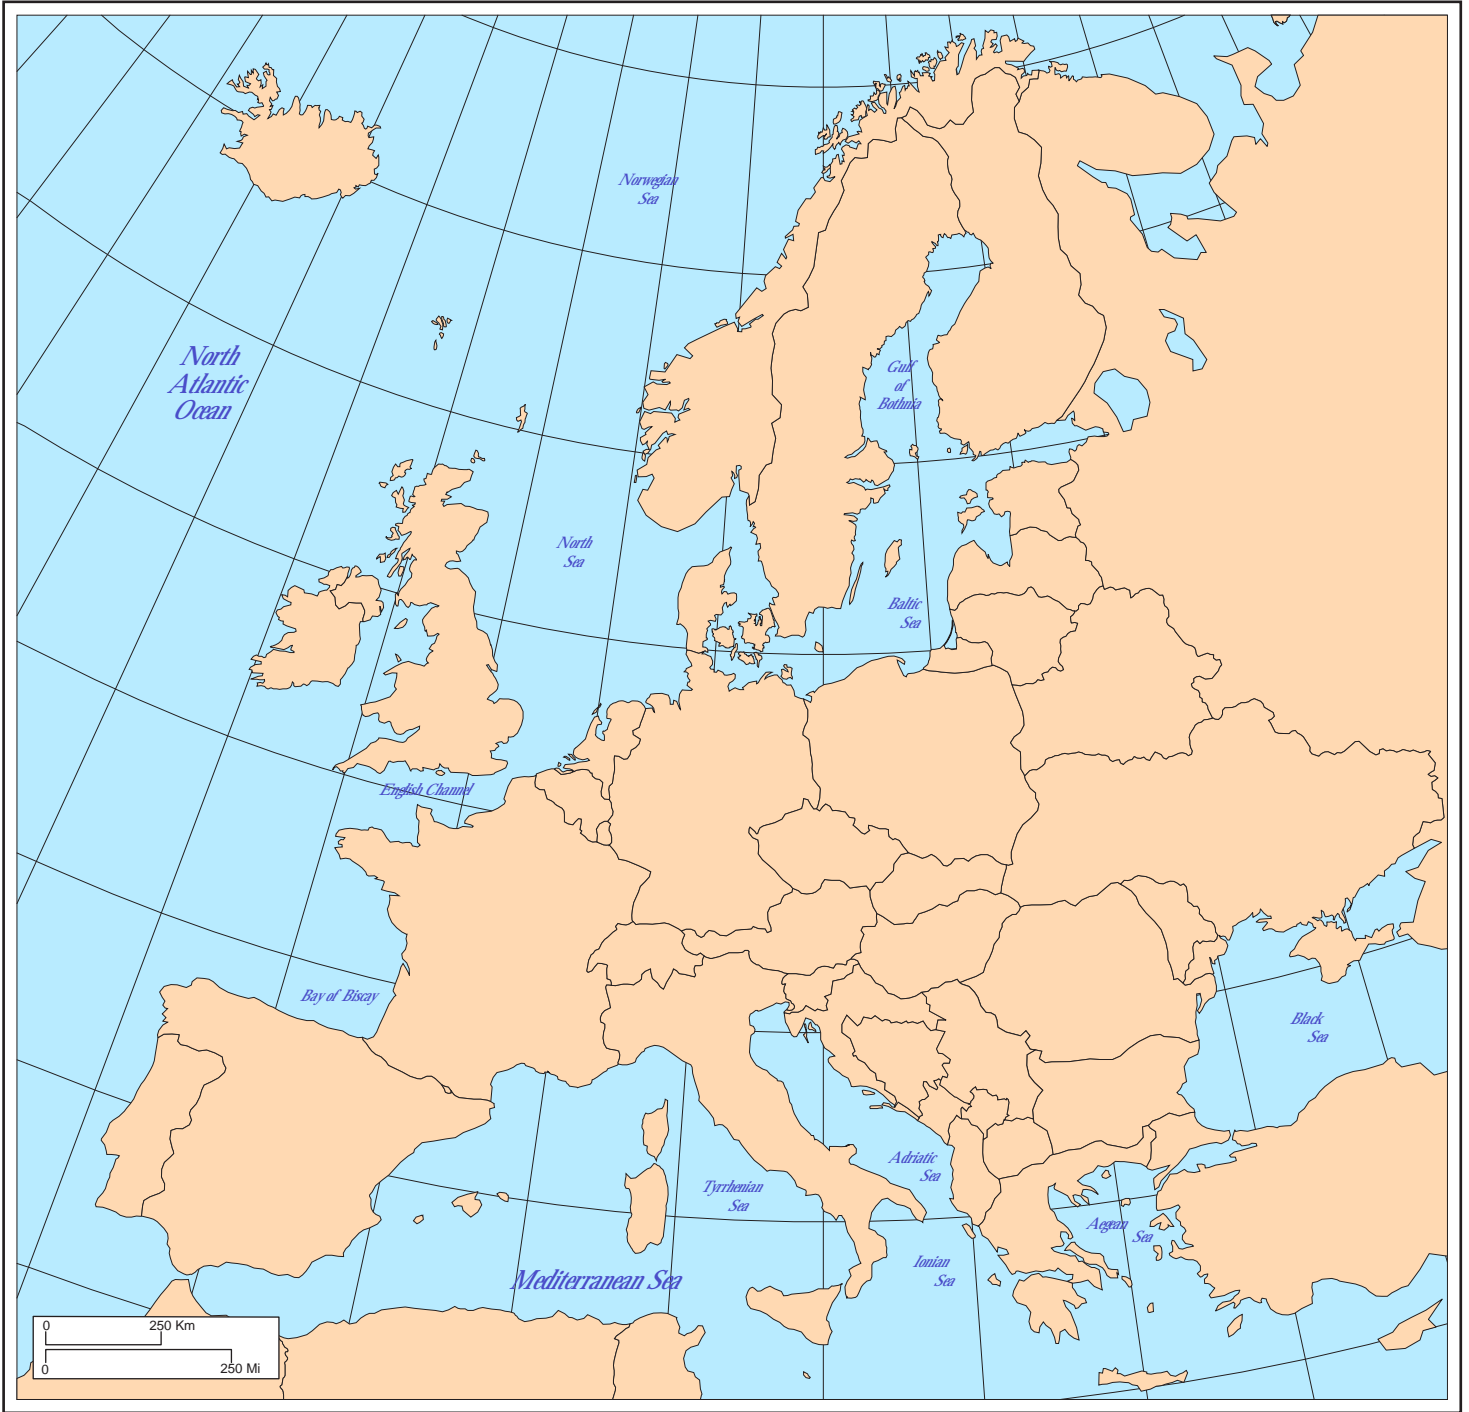 Norwegian
Sea
North
Atlantic
Ocean
Gulf
of
Bothnia
North
Sea
Baltic
Sea
English Channel
Bay of Biscay
Black
Sea
Adriatic
Sea
Tyrrhenian
Sea
Aegean
Sea
Ionian
Sea
Mediterranean Sea
0 250 Km
0 250 Mi